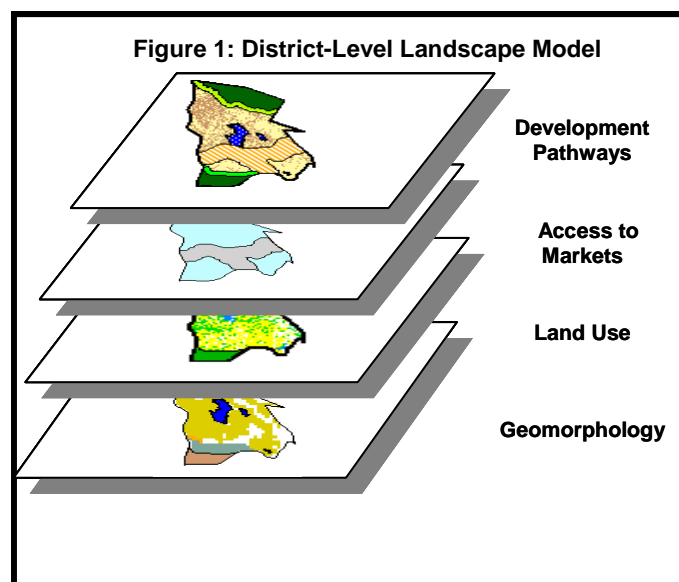 Figure 1: District-Level Landscape Model
Development
Pathways
Access to
Markets
Land Use
Geomorphology